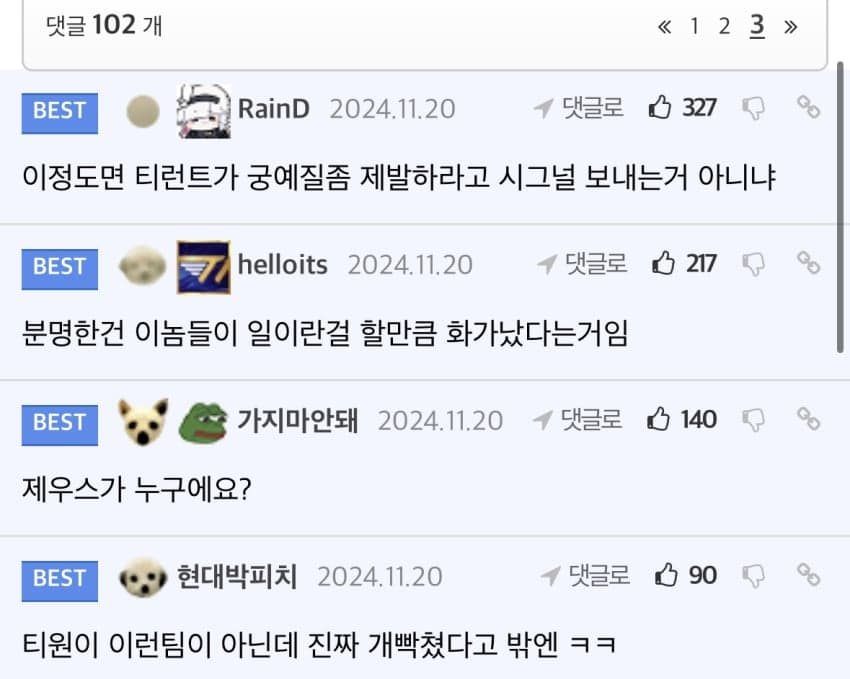 댓글 102 개 « 1 2 3 »
BEST RainD 2024.11.20 댓글로 327
이정도면 티런트가 궁예질좀 제발하라고 시그널 보내는거 아니냐
BEST helloits 2024.11.20 댓글로 217
분명한건 이놈들이 일이란걸 할만큼 화가났다는거임
BEST 가지마안돼 2024.11.20 댓글로 140
제우스가 누구에요?
BEST 현대박피치 2024.11.20 댓글로 90
티원이 이런팀이 아닌데 진짜 개빡쳤다고 밖엔 ㅋㅋ